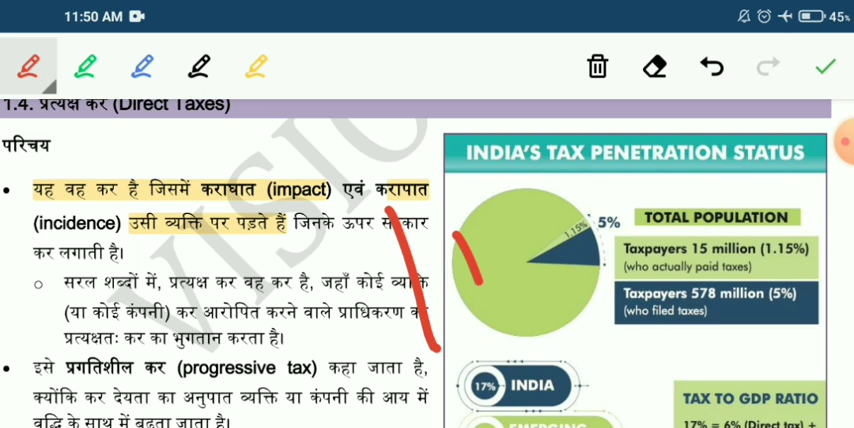 11:50 AM
45%
1.4. प्रत्यक्ष कर (Direct Taxes)
VISIO
परिचय
• यह वह कर है जिसमें कराघात (impact) एवं करापात
(incidence) उसी व्यक्ति पर पड़ते हैं जिनके ऊपर सरकार
कर लगाती है।
○ सरल शब्दों में, प्रत्यक्ष कर वह कर है, जहाँ कोई व्यक्ति
(या कोई कंपनी) कर आरोपित करने वाले प्राधिकरण को
प्रत्यक्षतः कर का भुगतान करता है।
• इसे प्रगतिशील कर (progressive tax) कहा जाता है,
क्योंकि कर देयता का अनुपात व्यक्ति या कंपनी की आय में
वृद्धि के साथ में बढ़ता जाता है।
INDIA'S TAX PENETRATION STATUS
1.15%
5%
TOTAL POPULATION
Taxpayers 15 million (1.15%)
(who actually paid taxes)
Taxpayers 578 million (5%)
(who filed taxes)
17% INDIA
EMERGING
TAX TO GDP RATIO
17% = 6% (Direct tax) +